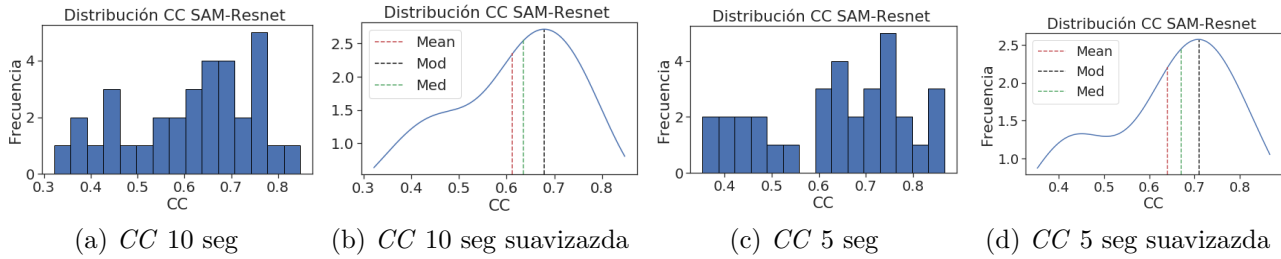 Distribución CC SAM-Resnet
Frecuencia
4
2
0
0.3 0.4 0.5 0.6 0.7 0.8
CC
(a) CC 10 seg
Distribución CC SAM-Resnet
2.5
2.0
1.5
1.0
Mean
Mod
Med
0.3 0.4 0.5 0.6 0.7 0.8
CC
(b) CC 10 seg suavizazda
Distribución CC SAM-Resnet
Frecuencia
4
2
0
0.4 0.5 0.6 0.7 0.8
CC
(c) CC 5 seg
Distribución CC SAM-Resnet
Frecuencia
2.5
2.0
1.5
1.0
Mean
Mod
Med
0.4 0.5 0.6 0.7 0.8
CC
(d) CC 5 seg suavizazda